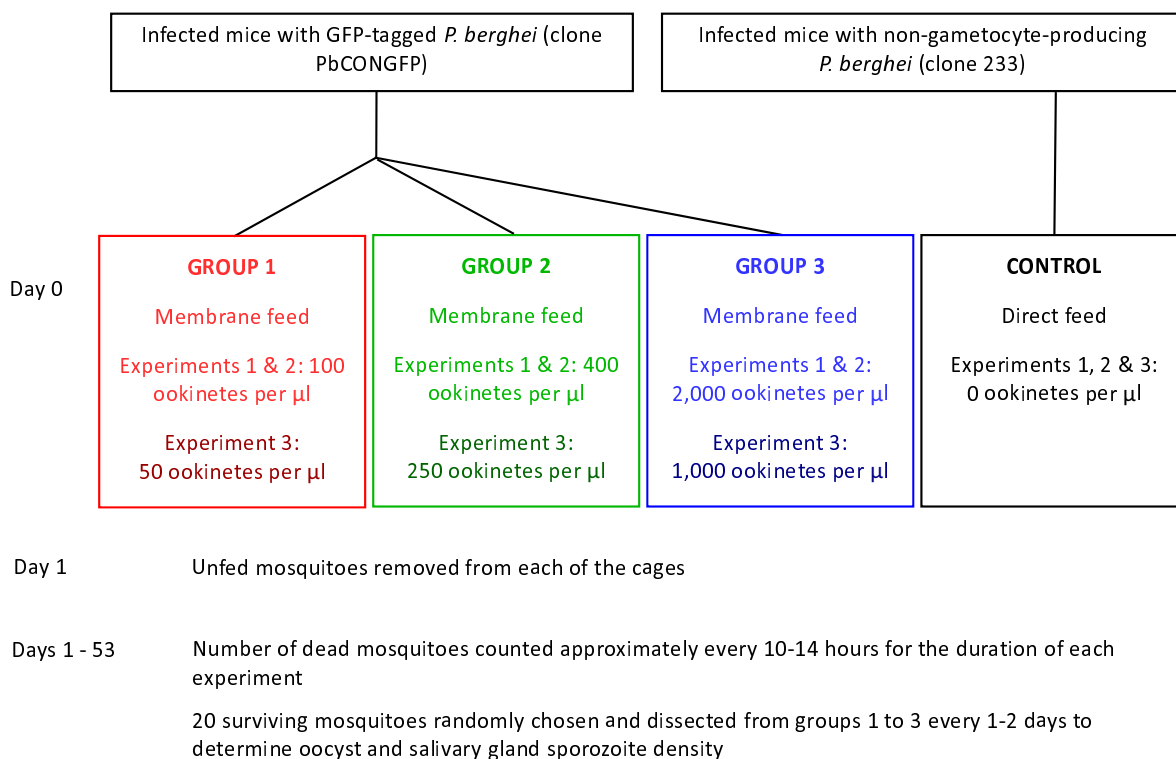 Infected mice with GFP-tagged P. berghei (clone
PbCONGFP)
Infected mice with non-gametocyte-producing
P. berghei (clone 233)
Day 0
GROUP 1
Membrane feed
Experiments 1 & 2: 100
ookinetes per µl
Experiment 3:
50 ookinetes per µl
GROUP 2
Membrane feed
Experiments 1 & 2: 400
ookinetes per µl
Experiment 3:
250 ookinetes per µl
GROUP 3
Membrane feed
Experiments 1 & 2:
2,000 ookinetes per µl
Experiment 3:
1,000 ookinetes per µl
CONTROL
Direct feed
Experiments 1, 2 & 3:
0 ookinetes per µl
Day 1
Unfed mosquitoes removed from each of the cages
Days 1 - 53
Number of dead mosquitoes counted approximately every 10-14 hours for the duration of each
experiment
20 surviving mosquitoes randomly chosen and dissected from groups 1 to 3 every 1-2 days to
determine oocyst and salivary gland sporozoite density